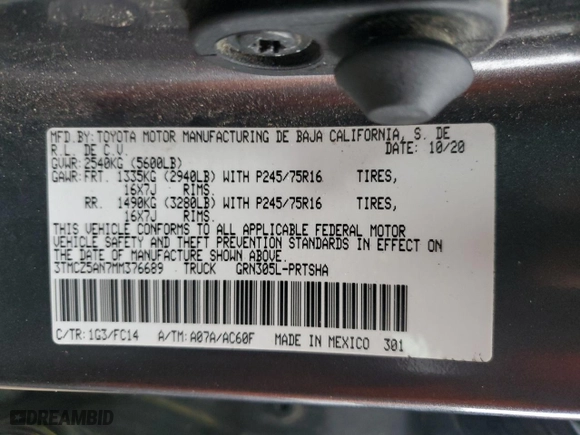 MFD.BY:TOYOTA MOTOR MANUFACTURING DE BAJA CALIFORNIA, S. DE
R.L. DE C.V. DATE: 10/20
GVWR:2540KG (5600LB)
GAWR:FRT. 1335KG (2940LB) WITH P245/75R16 TIRES,
16X7J RIMS.
RR. 1490KG (3280LB) WITH P245/75R16 TIRES,
16X7J RIMS.
THIS VEHICLE CONFORMS TO ALL APPLICABLE FEDERAL MOTOR
VEHICLE SAFETY AND THEFT PREVENTION STANDARDS IN EFFECT ON
THE DATE OF MANUFACTURE SHOWN ABOVE.
3TMCZ5AN7MM376689 TRUCK GRN305L-PRTSHA
C/TR:1G3/FC14 A/TM:A07A/AC60F MADE IN MEXICO 301
DREAMBID